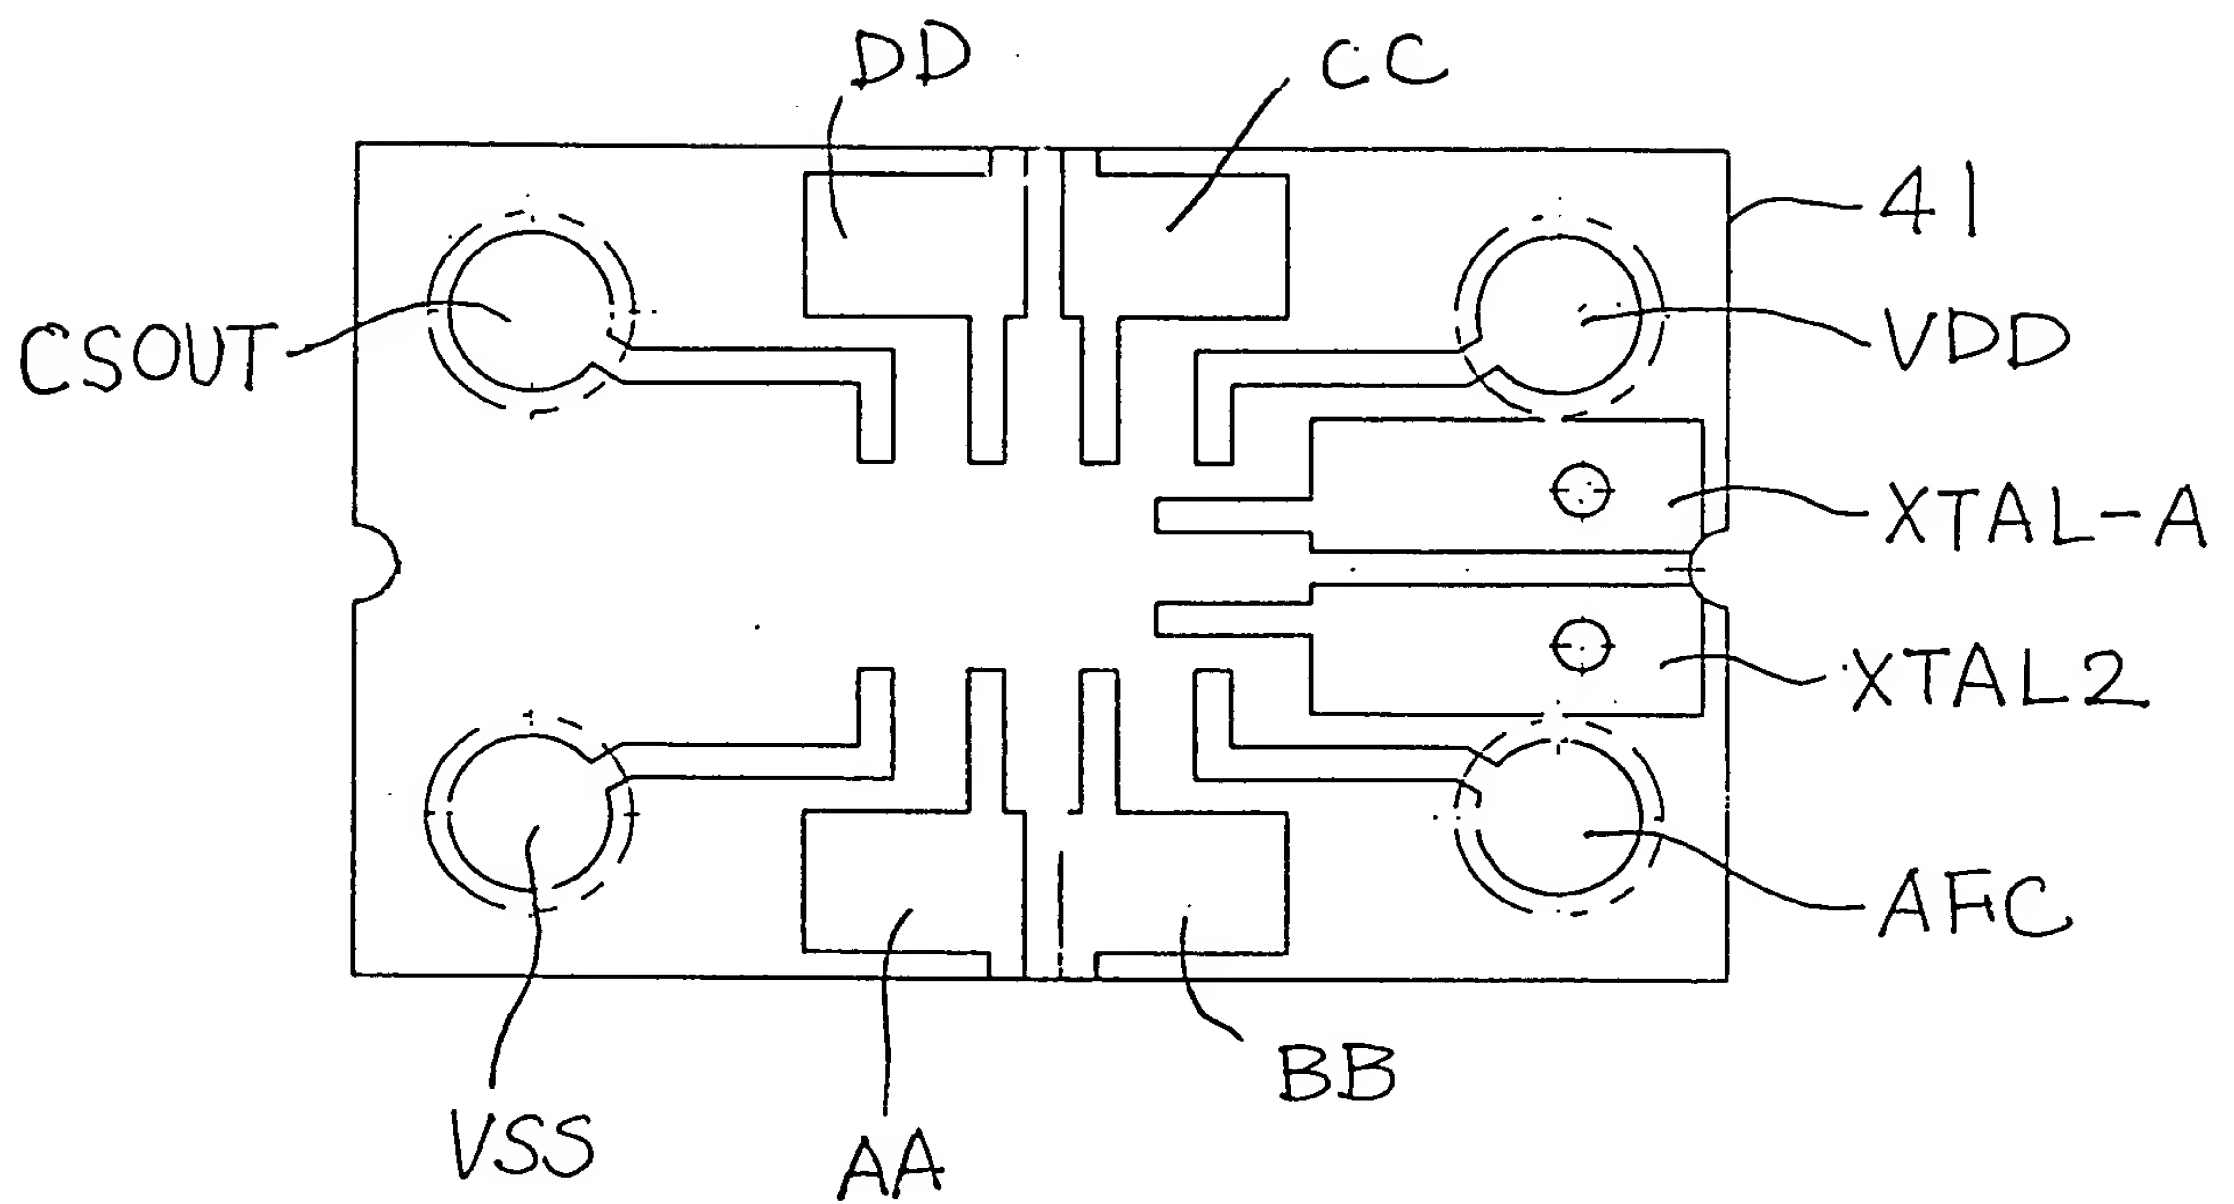 DD
CC
41
CSOUT
VDD
XTAL-A
XTAL2
AFC
BB
VSS
AA